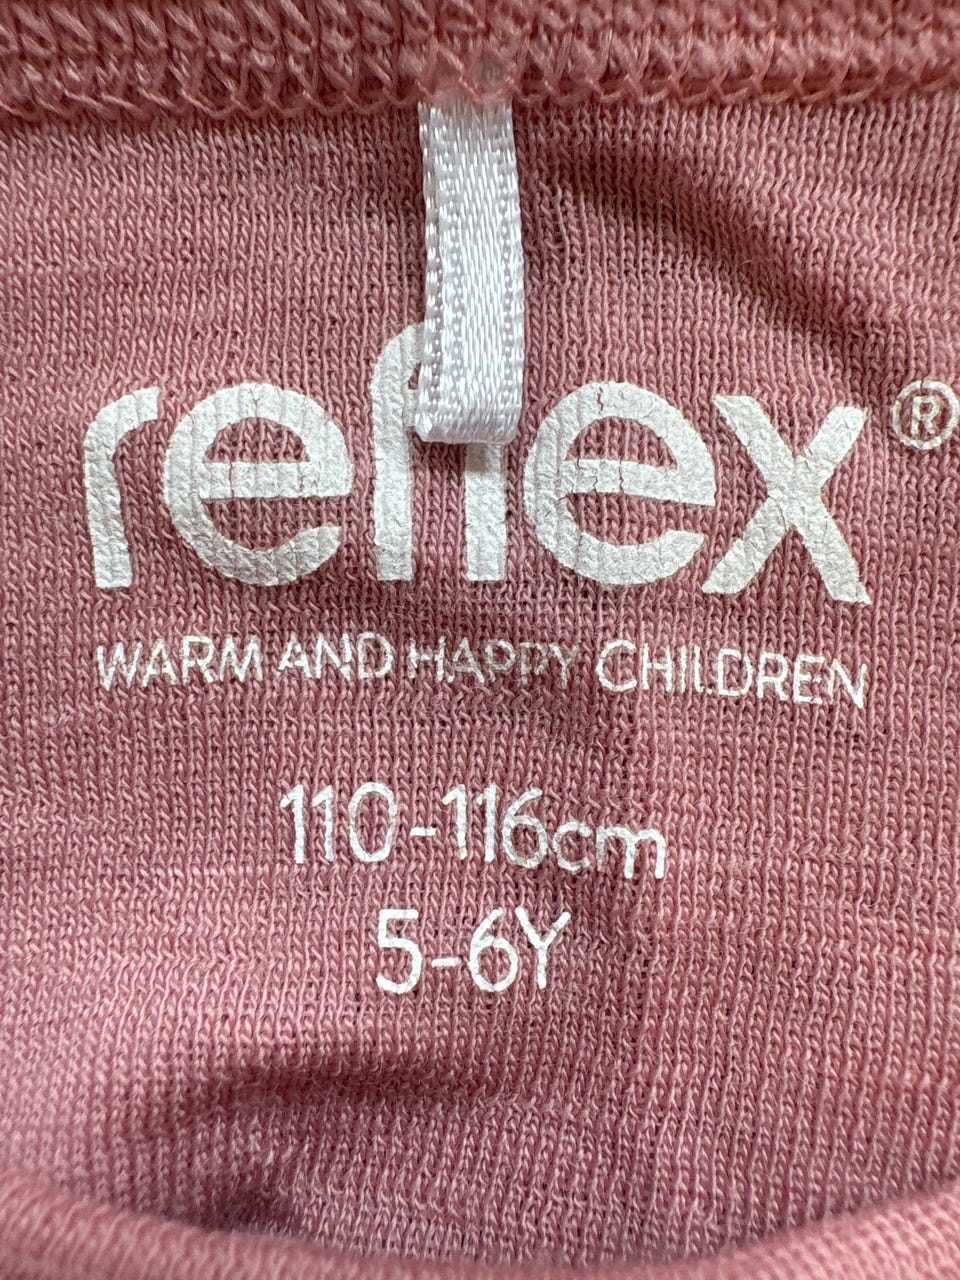 reflex®
WARM AND HAPPY CHILDREN
110-116cm
5-6Y